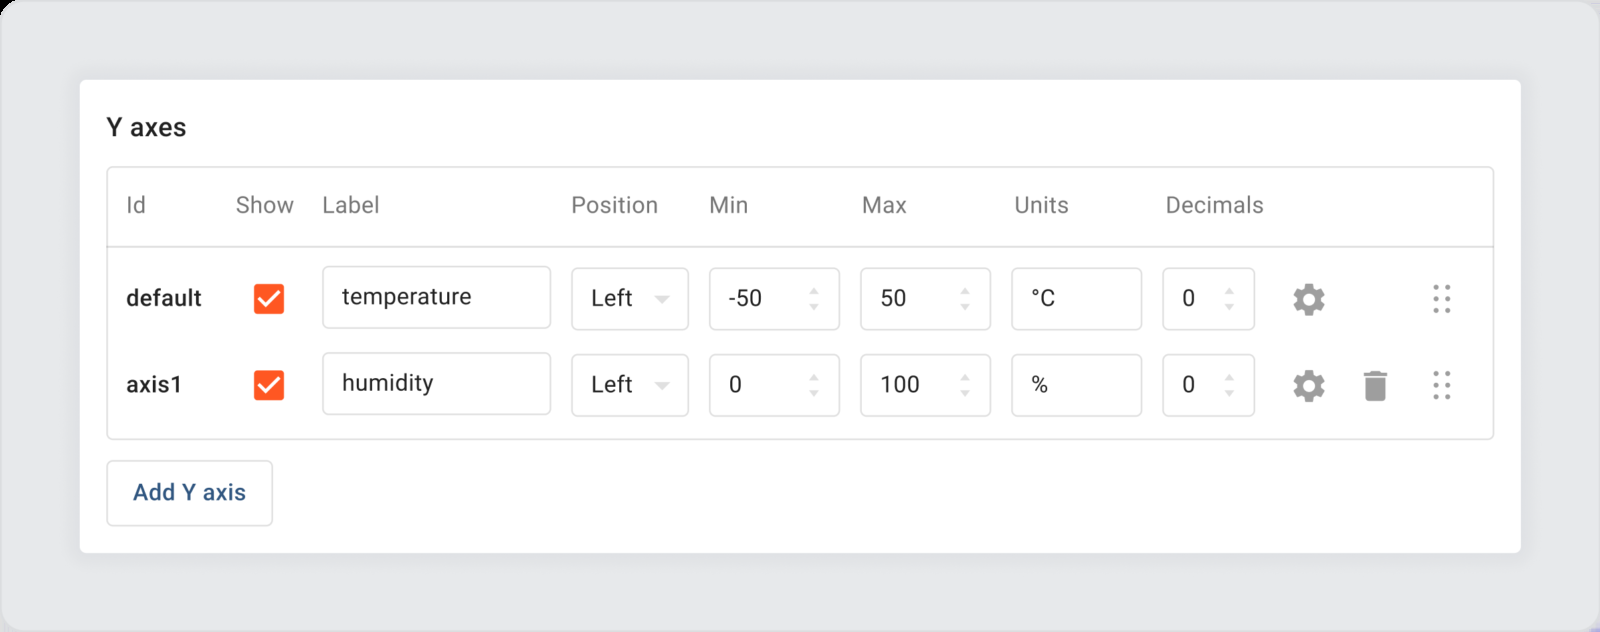 Y axes
Id Show Label Position Min Max Units Decimals
default temperature Left -50 50 °C 0
axis1 humidity Left 0 100 % 0
Add Y axis